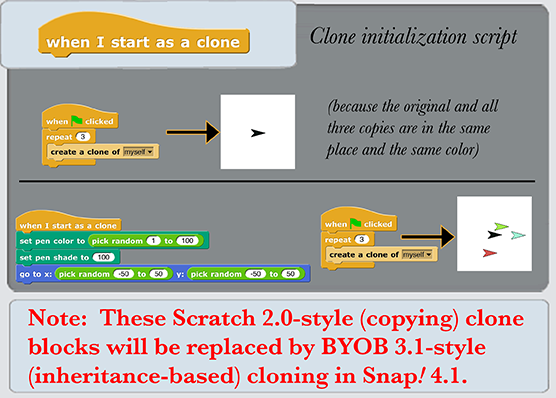 when I start as a clone
Clone initialization script
when clicked
repeat 3
create a clone of myself
(because the original and all
three copies are in the same
place and the same color)
when I start as a clone
set pen color to pick random 1 to 100
set pen shade to 100
go to x: pick random -50 to 50 y: pick random -50 to 50
when clicked
repeat 3
create a clone of myself
Note: These Scratch 2.0-style (copying) clone
blocks will be replaced by BYOB 3.1-style
(inheritance-based) cloning in Snap! 4.1.